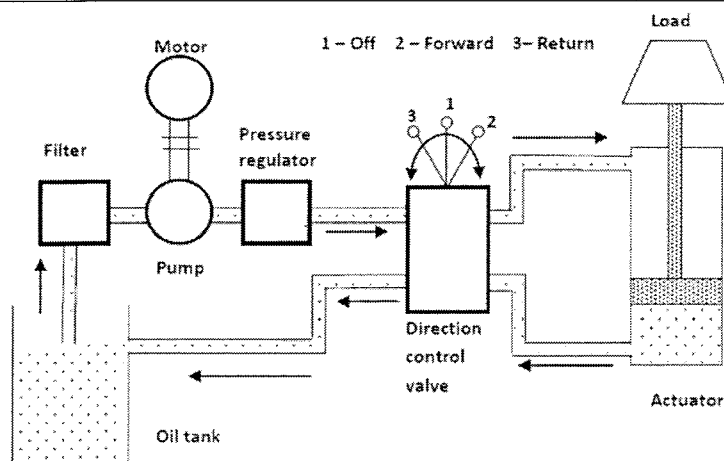 Load
Motor
1 – Off 2 – Forward 3– Return
1
3
2
Pressure
regulator
Filter
Pump
Direction
control
valve
Actuator
Oil tank